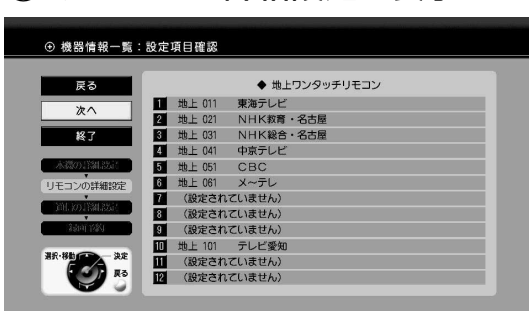 ⊕ 機器情報一覧：設定項目確認
戻る
次へ
終了
リモコンの詳細設定
選択・移動
決定
戻る
◆ 地上ワンタッチリモコン
1 地上 011 東海テレビ
2 地上 021 NHK教育・名古屋
3 地上 031 NHK総合・名古屋
4 地上 041 中京テレビ
5 地上 051 CBC
6 地上 061 メ〜テレ
7 (設定されていません)
8 (設定されていません)
9 (設定されていません)
10 地上 101 テレビ愛知
11 (設定されていません)
12 (設定されていません)